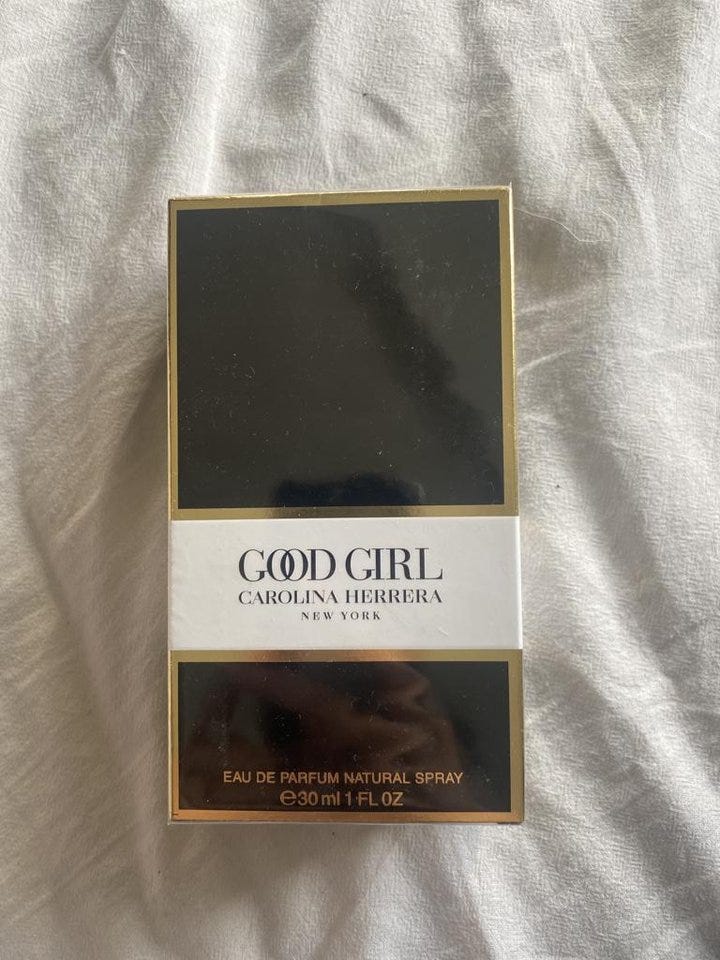 GOOD GIRL
CAROLINA HERRERA
NEW YORK
EAU DE PARFUM NATURAL SPRAY
℮30 ml 1 FL OZ